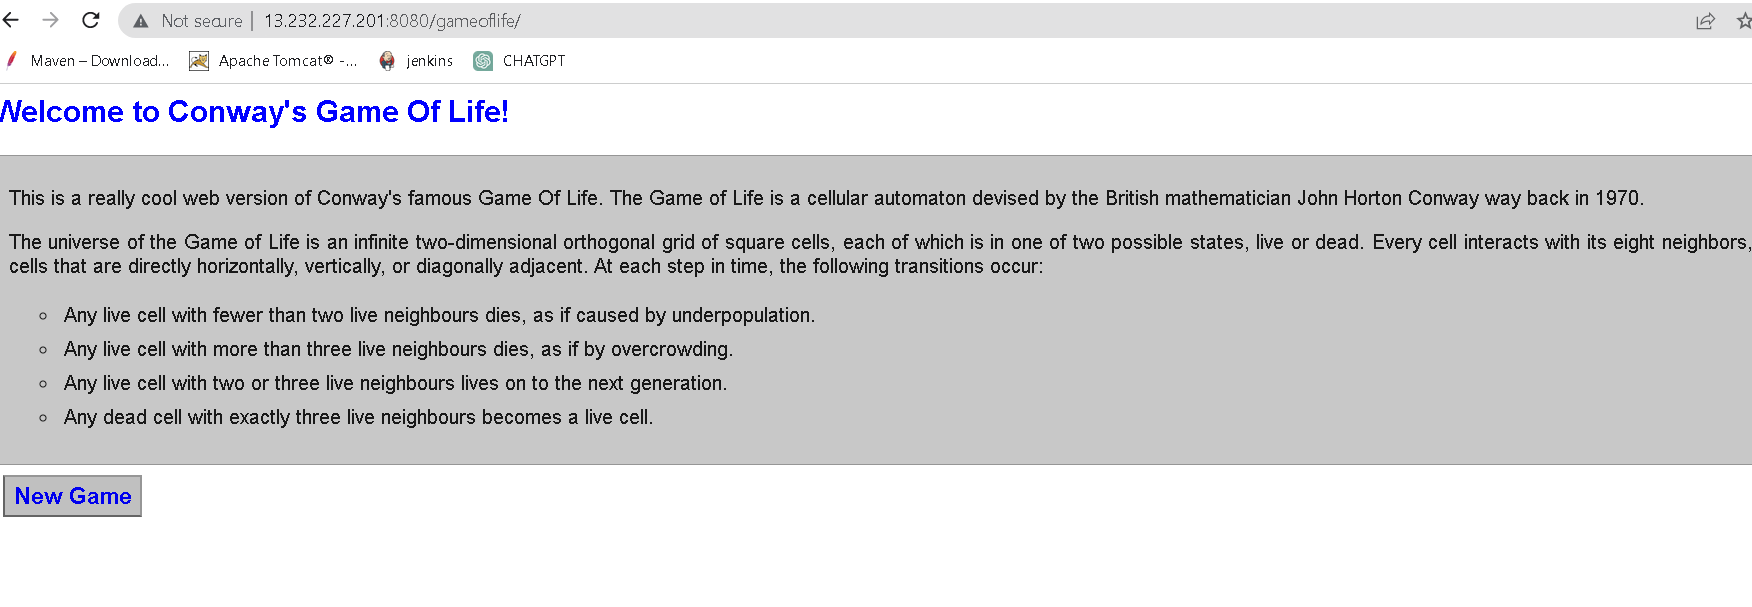 Not secure | 13.232.227.201:8080/gameoflife/
Maven – Download... Apache Tomcat® -... jenkins CHATGPT
Welcome to Conway's Game Of Life!
This is a really cool web version of Conway's famous Game Of Life. The Game of Life is a cellular automaton devised by the British mathematician John Horton Conway way back in 1970.
The universe of the Game of Life is an infinite two-dimensional orthogonal grid of square cells, each of which is in one of two possible states, live or dead. Every cell interacts with its eight neighbors,
cells that are directly horizontally, vertically, or diagonally adjacent. At each step in time, the following transitions occur:
Any live cell with fewer than two live neighbours dies, as if caused by underpopulation.
Any live cell with more than three live neighbours dies, as if by overcrowding.
Any live cell with two or three live neighbours lives on to the next generation.
Any dead cell with exactly three live neighbours becomes a live cell.
New Game